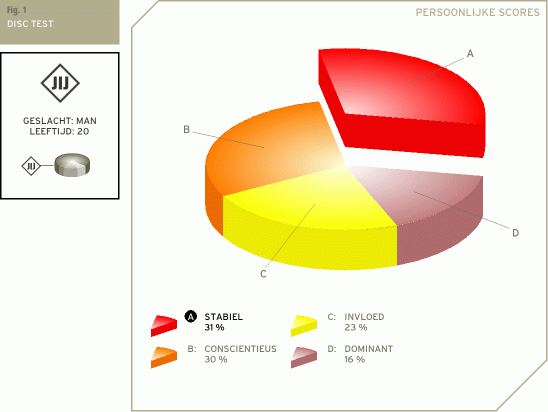 Fig. 1
DISC TEST
PERSOONLIJKE SCORES
JIJ
GESLACHT: MAN
LEEFTIJD: 20
JIJ
A
B
C
D
A STABIEL
31 %
B: CONSCIENTIEUS
30 %
C: INVLOED
23 %
D: DOMINANT
16 %